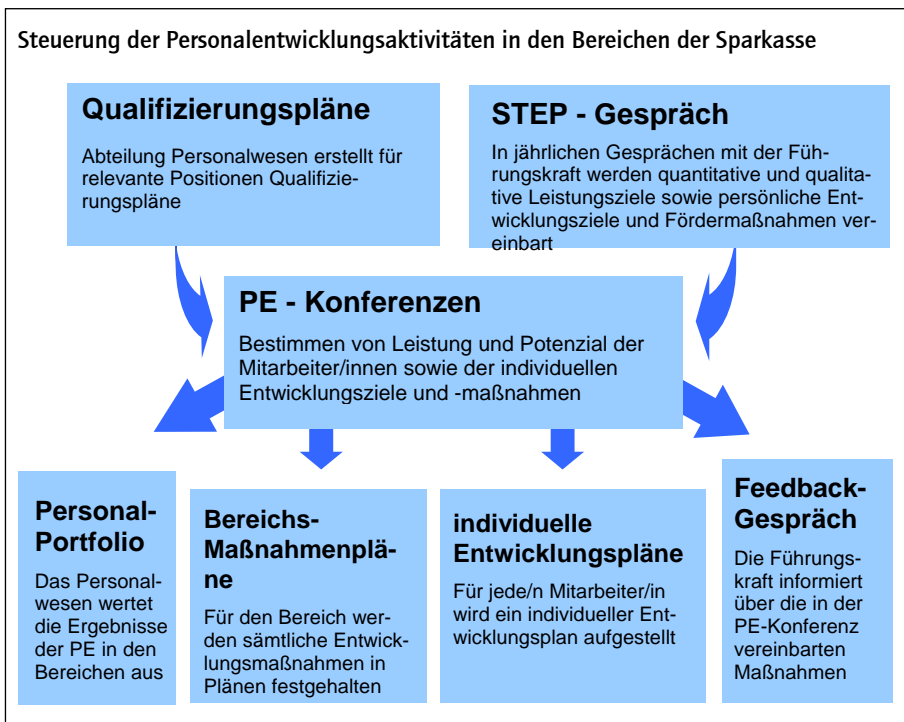 Steuerung der Personalentwicklungsaktivitäten in den Bereichen der Sparkasse
Qualifizierungspläne
Abteilung Personalwesen erstellt für
relevante Positionen Qualifizie-
rungspläne
STEP - Gespräch
In jährlichen Gesprächen mit der Füh-
rungskraft werden quantitative und qualita-
tive Leistungsziele sowie persönliche Ent-
wicklungsziele und Fördermaßnahmen ver-
einbart
PE - Konferenzen
Bestimmen von Leistung und Potenzial der
Mitarbeiter/innen sowie der individuellen
Entwicklungsziele und -maßnahmen
Personal-
Portfolio
Das Personal-
wesen wertet
die Ergebnisse
der PE in den
Bereichen aus
Bereichs-
Maßnahmenplä-
ne
Für den Bereich wer-
den sämtliche Entwick-
lungsmaßnahmen in
Plänen festgehalten
individuelle
Entwicklungspläne
Für jede/n Mitarbeiter/in
wird ein individueller Ent-
wicklungsplan aufgestellt
Feedback-
Gespräch
Die Führungs-
kraft informiert
über die in der
PE-Konferenz
vereinbarten
Maßnahmen